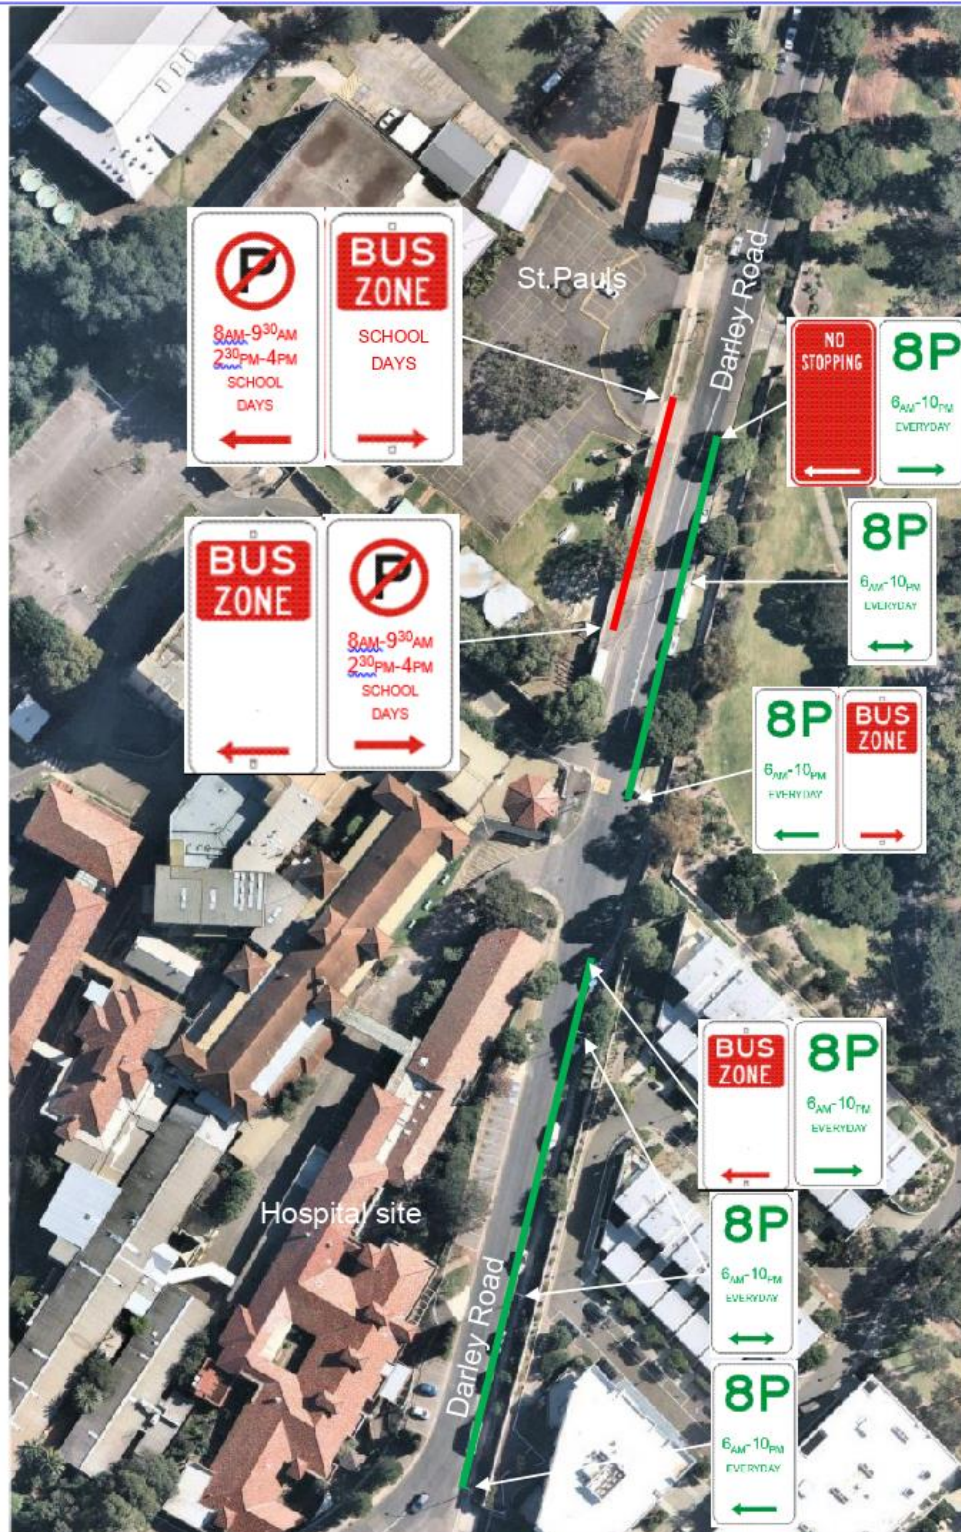 P
8AM-9³⁰AM
2³⁰PM-4PM
SCHOOL
DAYS
BUS
ZONE
SCHOOL
DAYS
St.Pauls
Darley Road
NO
STOPPING
8P
6AM-10PM
EVERYDAY
BUS
ZONE
P
8AM-9³⁰AM
2³⁰PM-4PM
SCHOOL
DAYS
8P
6AM-10PM
EVERYDAY
8P
6AM-10PM
EVERYDAY
BUS
ZONE
BUS
ZONE
8P
6AM-10PM
EVERYDAY
Hospital site
Darley Road
8P
6AM-10PM
EVERYDAY
8P
6AM-10PM
EVERYDAY